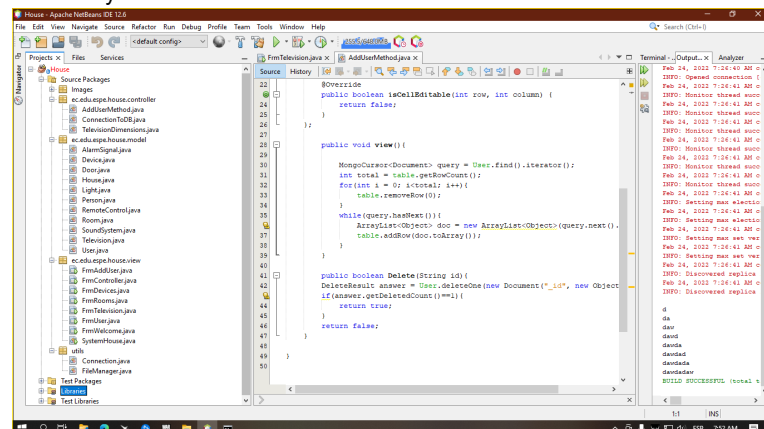 House - Apache NetBeans IDE 12.6
File Edit View Navigate Source Refactor Run Debug Profile Team Tools Window Help
Search (Ctrl+I)
<default config>
Projects × Files Services
FrmTelevision.java × AddUserMethod.java ×
Terminal - ... Output... × Analyzer
Navigator
Source History
House
Source Packages
Images
ec.edu.espe.house.controller
AddUserMethod.java
ConnectionToDB.java
TelevisionDimensions.java
ec.edu.espe.house.model
AlarmSignal.java
Device.java
Door.java
House.java
Light.java
Person.java
RemoteControl.java
Room.java
SoundSystem.java
Television.java
User.java
ec.edu.espe.house.view
FrmAddUser.java
FrmController.java
FrmDevices.java
FrmRooms.java
FrmTelevision.java
FrmUser.java
FrmWelcome.java
SystemHouse.java
utils
Connection.java
FileManager.java
Test Packages
Libraries
Test Libraries
22 @Override
public boolean isCellEditable(int row, int column) {
24 return false;
25 }
26 };
27
28 public void view(){
29
30 MongoCursor<Document> query = User.find().iterator();
31 int total = table.getRowCount();
32 for(int i = 0; i<total; i++){
33 table.removeRow(0);
34 }
35 while(query.hasNext()){
ArrayList<Object> doc = new ArrayList<Object>(query.next().
37 table.addRow(doc.toArray());
38 }
39 }
40
41 public boolean Delete(String id){
42 DeleteResult answer = User.deleteOne(new Document("_id", new Object
if(answer.getDeletedCount()==1){
44 return true;
45 }
46 return false;
47 }
48
49 }
50
Feb 24, 2022 7:26:40 AM c
INFO: Opened connection [
Feb 24, 2022 7:26:41 AM c
INFO: Monitor thread succ
Feb 24, 2022 7:26:41 AM c
INFO: Monitor thread succ
Feb 24, 2022 7:26:41 AM c
INFO: Monitor thread succ
Feb 24, 2022 7:26:41 AM c
INFO: Monitor thread succ
Feb 24, 2022 7:26:41 AM c
INFO: Monitor thread succ
Feb 24, 2022 7:26:41 AM c
INFO: Setting max electio
Feb 24, 2022 7:26:41 AM c
INFO: Setting max electio
Feb 24, 2022 7:26:41 AM c
INFO: Setting max set ver
Feb 24, 2022 7:26:41 AM c
INFO: Setting max set ver
Feb 24, 2022 7:26:41 AM c
INFO: Discovered replica
Feb 24, 2022 7:26:41 AM c
INFO: Discovered replica
d
da
daw
dawd
dawda
dawdad
dawdada
dawdadaw
BUILD SUCCESSFUL (total t
1:1 INS
ESP 7:52 AM